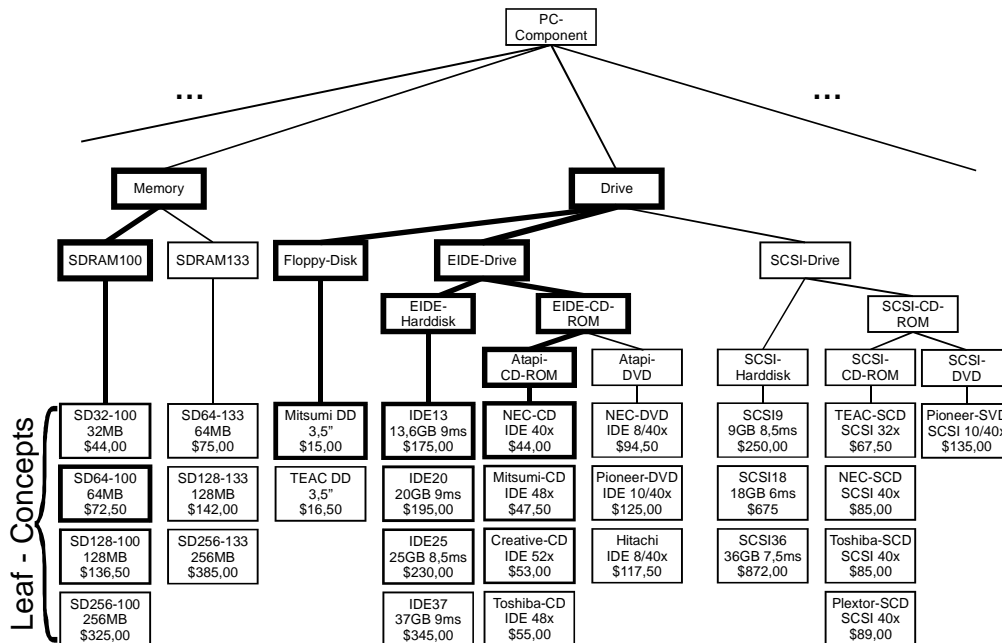 PC-
Component
...
...
Memory
Drive
SDRAM100
SDRAM133
Floppy-Disk
EIDE-Drive
SCSI-Drive
EIDE-
Harddisk
EIDE-CD-
ROM
SCSI-CD-
ROM
Atapi-
CD-ROM
Atapi-
DVD
SCSI-
Harddisk
SCSI-
CD-ROM
SCSI-
DVD
Leaf - Concepts
SD32-100
32MB
$44,00
SD64-133
64MB
$75,00
Mitsumi DD
3,5"
$15,00
IDE13
13,6GB 9ms
$175,00
NEC-CD
IDE 40x
$44,00
NEC-DVD
IDE 8/40x
$94,50
SCSI9
9GB 8,5ms
$250,00
TEAC-SCD
SCSI 32x
$67,50
Pioneer-SVD
SCSI 10/40x
$135,00
SD64-100
64MB
$72,50
SD128-133
128MB
$142,00
TEAC DD
3,5"
$16,50
IDE20
20GB 9ms
$195,00
Mitsumi-CD
IDE 48x
$47,50
Pioneer-DVD
IDE 10/40x
$125,00
SCSI18
18GB 6ms
$675
NEC-SCD
SCSI 40x
$85,00
SD128-100
128MB
$136,50
SD256-133
256MB
$385,00
IDE25
25GB 8,5ms
$230,00
Creative-CD
IDE 52x
$53,00
Hitachi
IDE 8/40x
$117,50
SCSI36
36GB 7,5ms
$872,00
Toshiba-SCD
SCSI 40x
$85,00
SD256-100
256MB
$325,00
IDE37
37GB 9ms
$345,00
Toshiba-CD
IDE 48x
$55,00
Plextor-SCD
SCSI 40x
$89,00